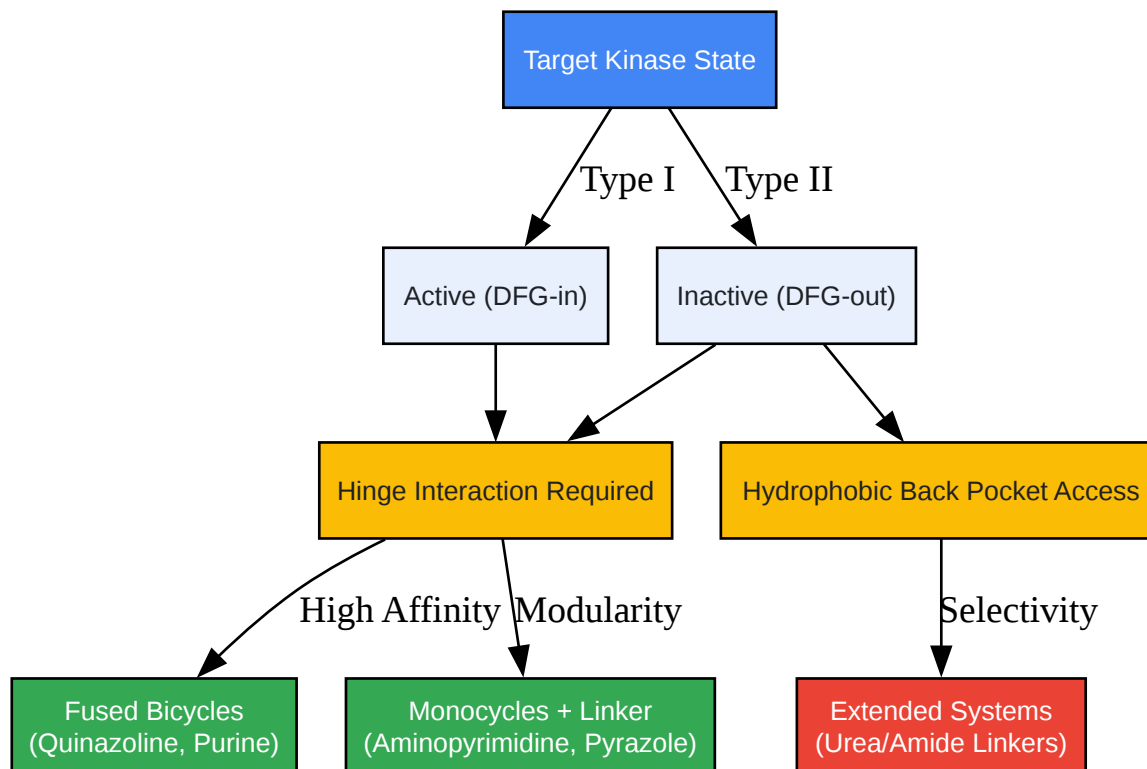 Target Kinase State
Type I
Type II
Active (DFG-in)
Inactive (DFG-out)
Hinge Interaction Required
Hydrophobic Back Pocket Access
High Affinity
Modularity
Selectivity
Fused Bicycles
(Quinazoline, Purine)
Monocycles + Linker
(Aminopyrimidine, Pyrazole)
Extended Systems
(Urea/Amide Linkers)